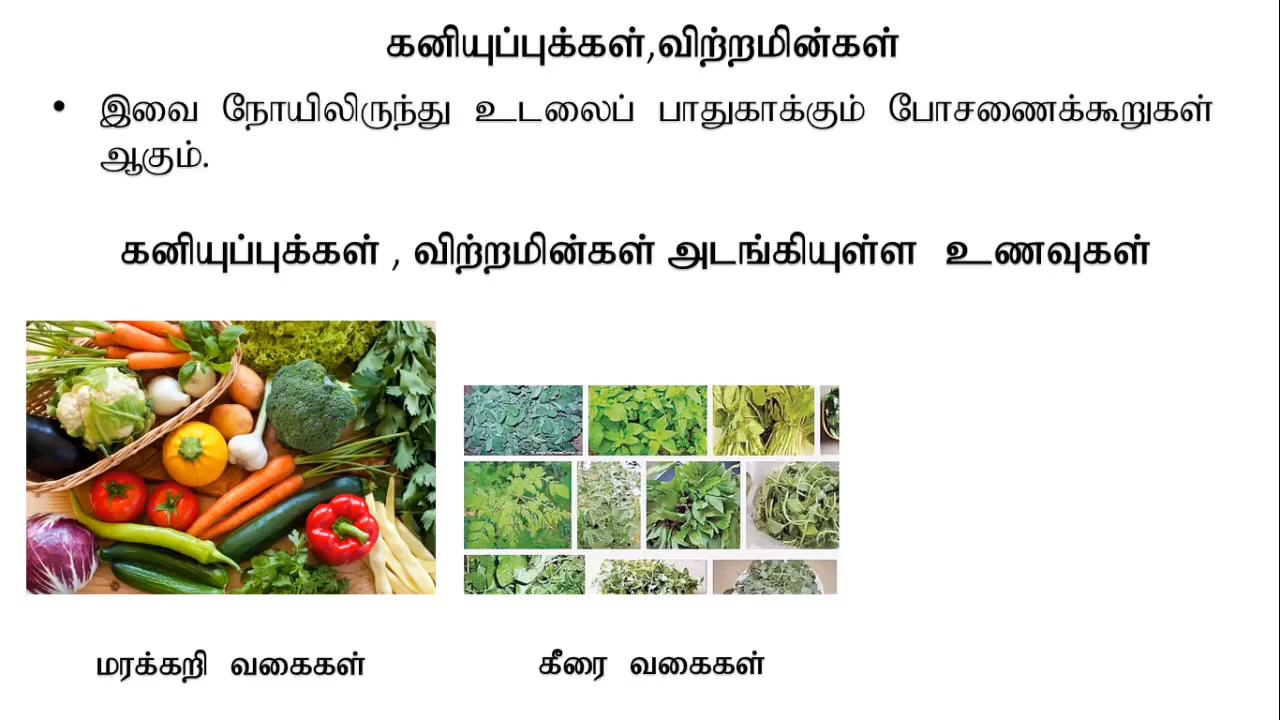 கனியுப்புக்கள்,விற்றமின்கள்
• இவை நோயிலிருந்து உடலைப் பாதுகாக்கும் போசணைக்கூறுகள்
ஆகும்.
கனியுப்புக்கள் , விற்றமின்கள் அடங்கியுள்ள உணவுகள்
மரக்கறி வகைகள்
கீரை வகைகள்